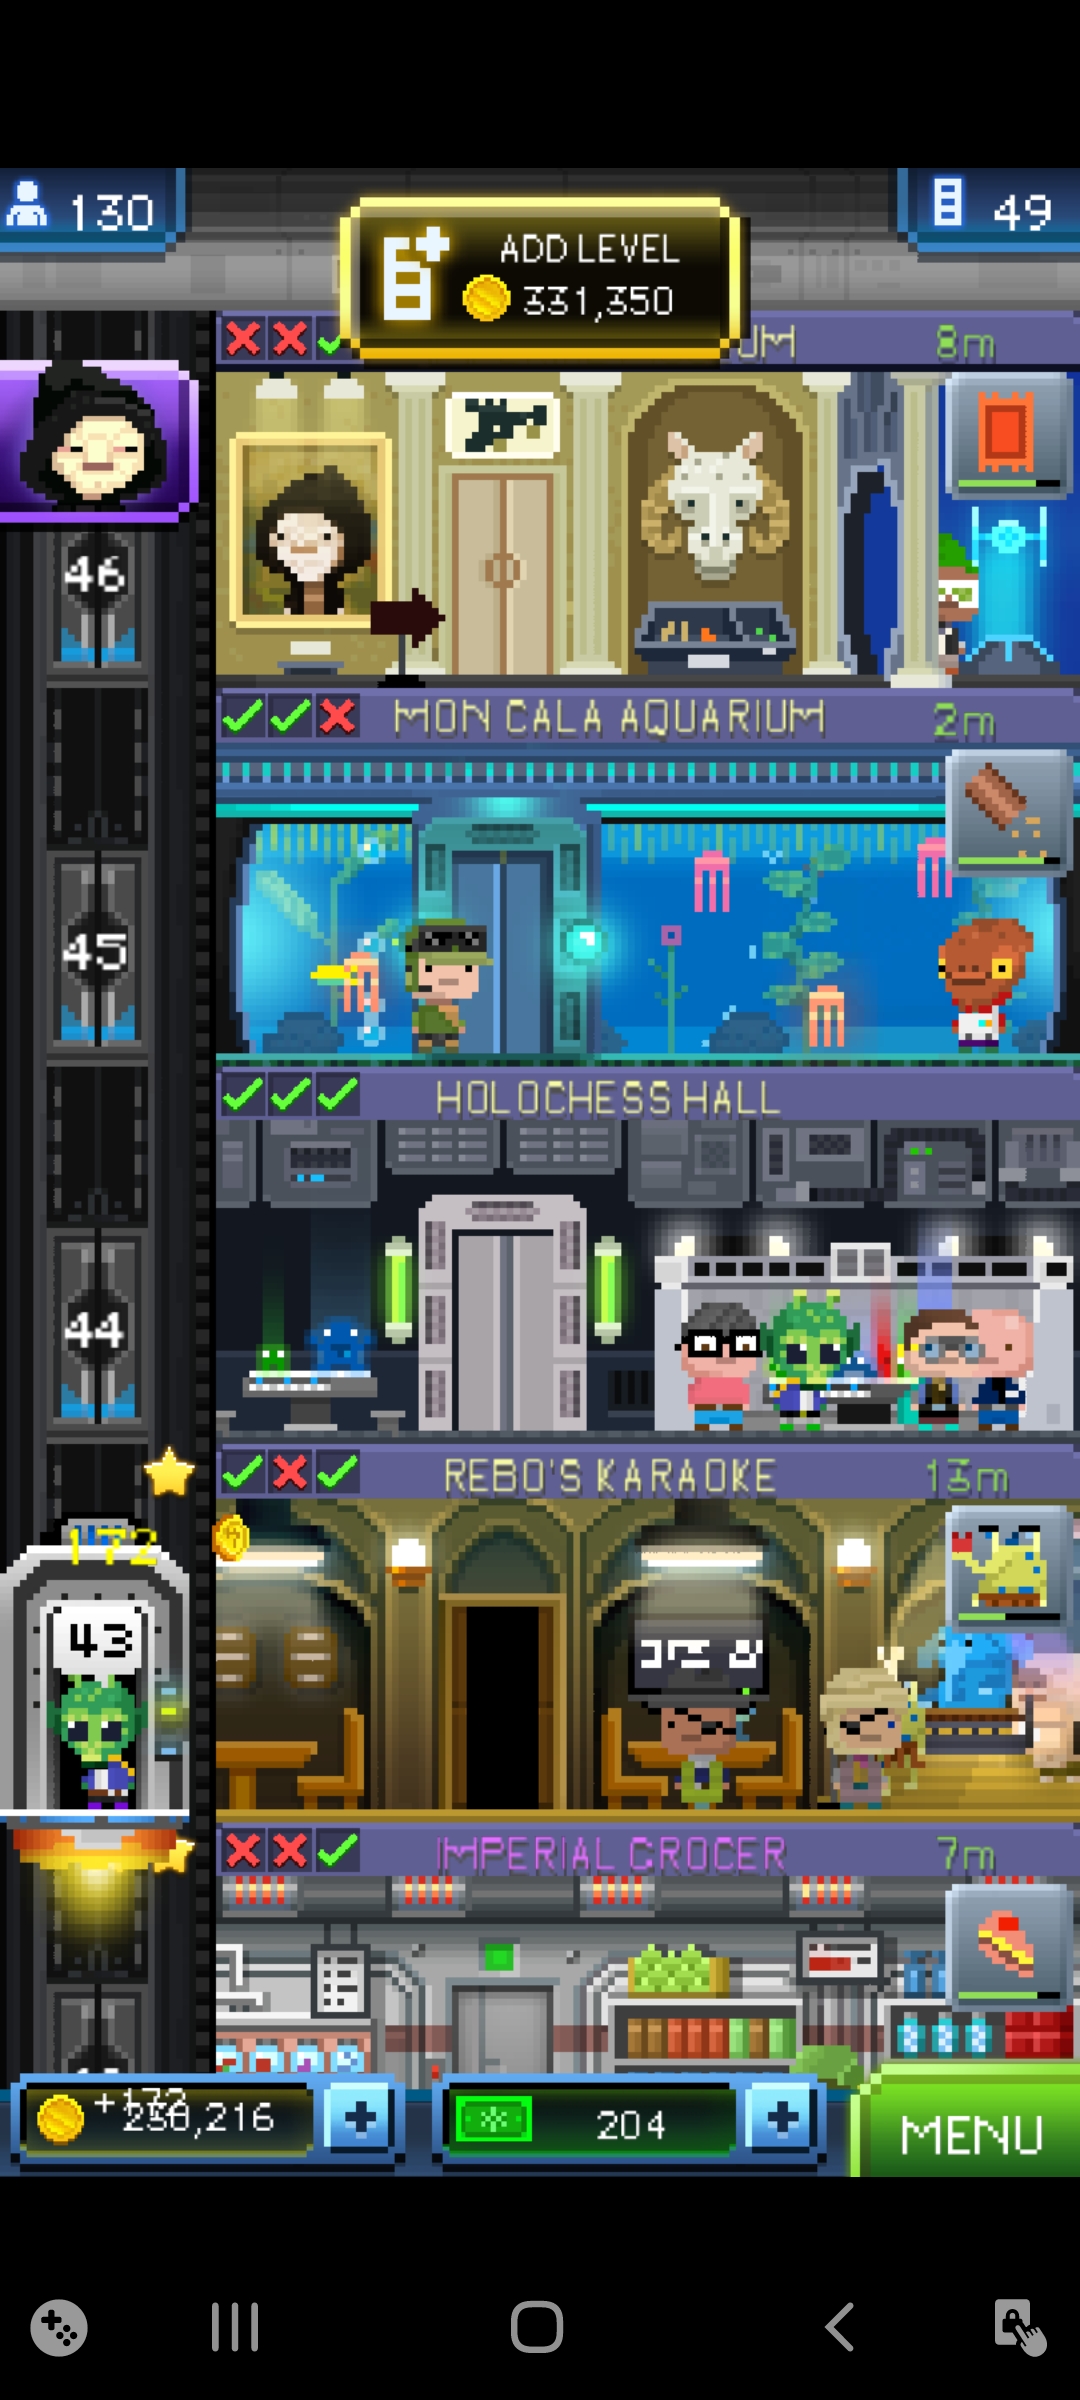 130
ADD LEVEL
331,350
49
UM
8m
46
MON CALA AQUARIUM
2m
45
HOLOCHESS HALL
44
REBO'S KARAOKE
13m
172
43
IMPERIAL GROCER
7m
+172
,216
204
MENU